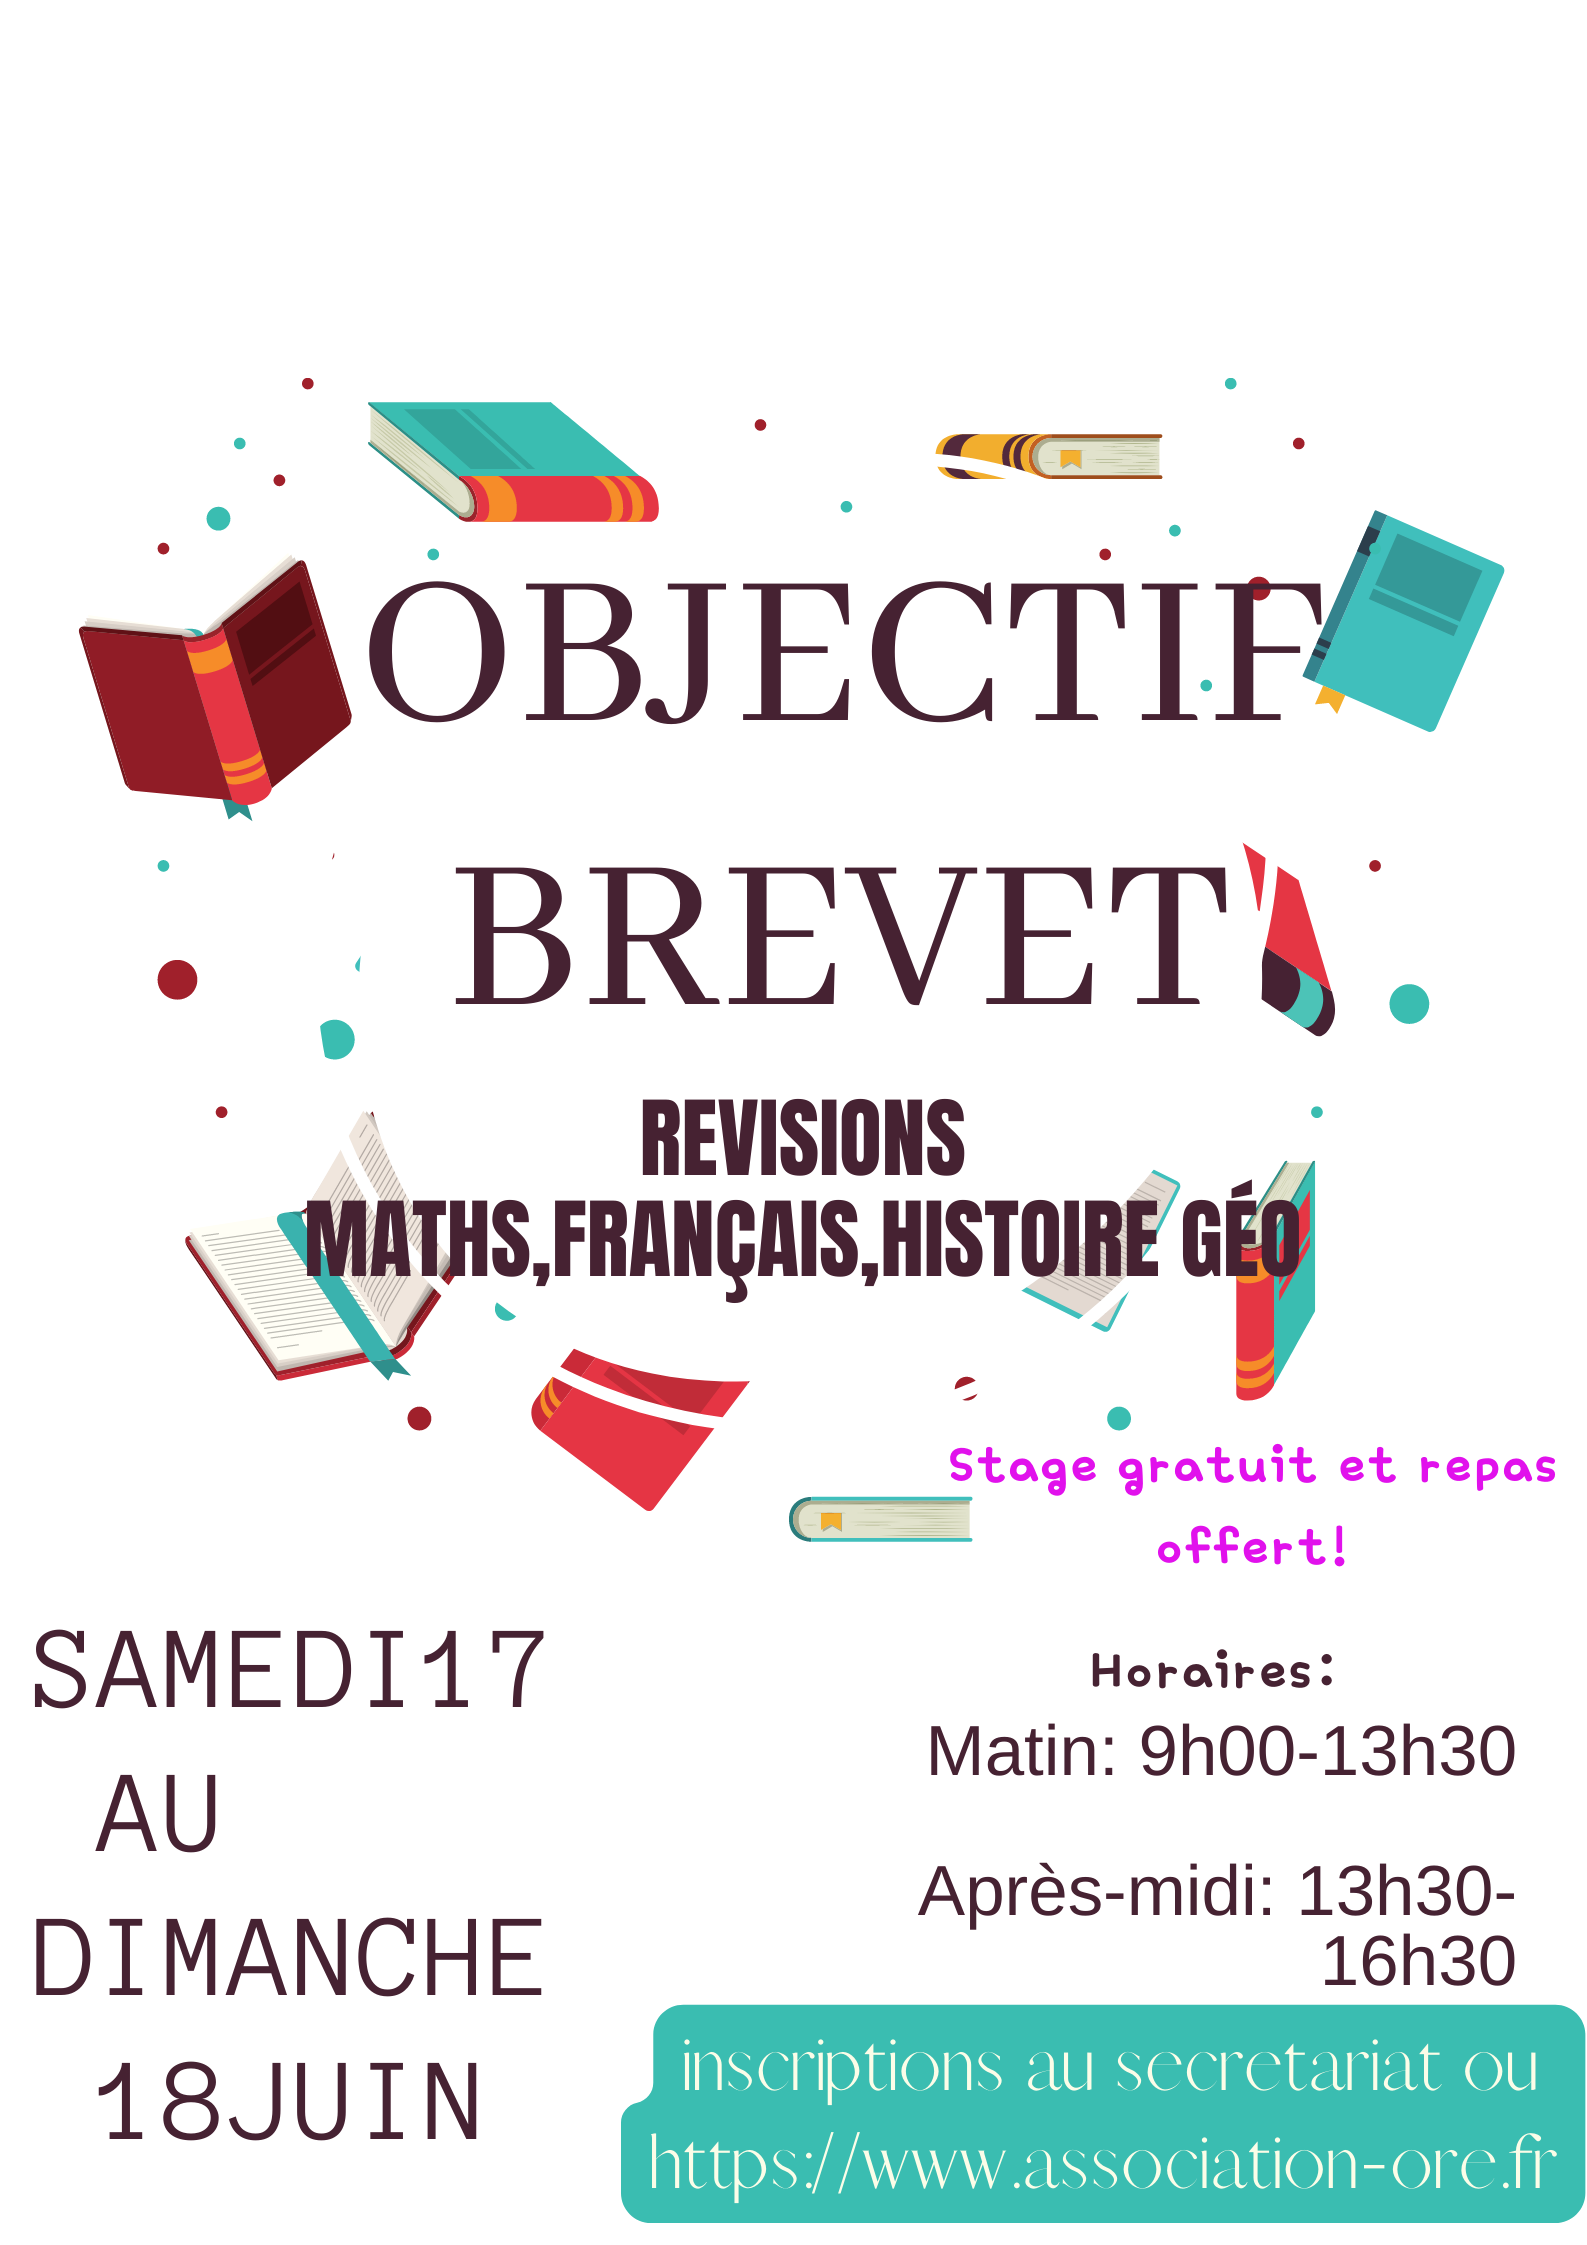 OBJECTIF
BREVET
REVISIONS
MATHS,FRANÇAIS,HISTOIRE GÉO
Stage gratuit et repas
offert!
SAMEDI17
AU
DIMANCHE
18JUIN
Horaires:
Matin: 9h00-13h30
Après-midi: 13h30-
16h30
inscriptions au secretariat ou
https://www.association-ore.fr